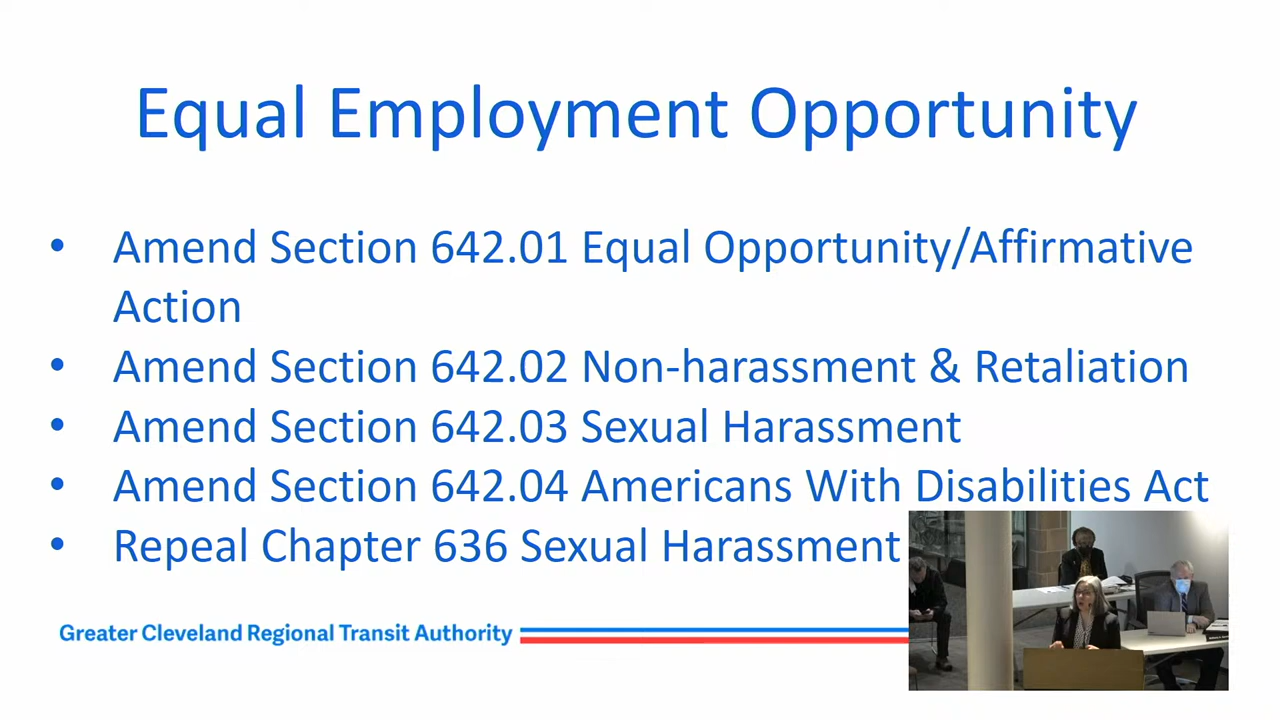 Equal Employment Opportunity
• Amend Section 642.01 Equal Opportunity/Affirmative
Action
• Amend Section 642.02 Non-harassment & Retaliation
• Amend Section 642.03 Sexual Harassment
• Amend Section 642.04 Americans With Disabilities Act
• Repeal Chapter 636 Sexual Harassment
Greater Cleveland Regional Transit Authority